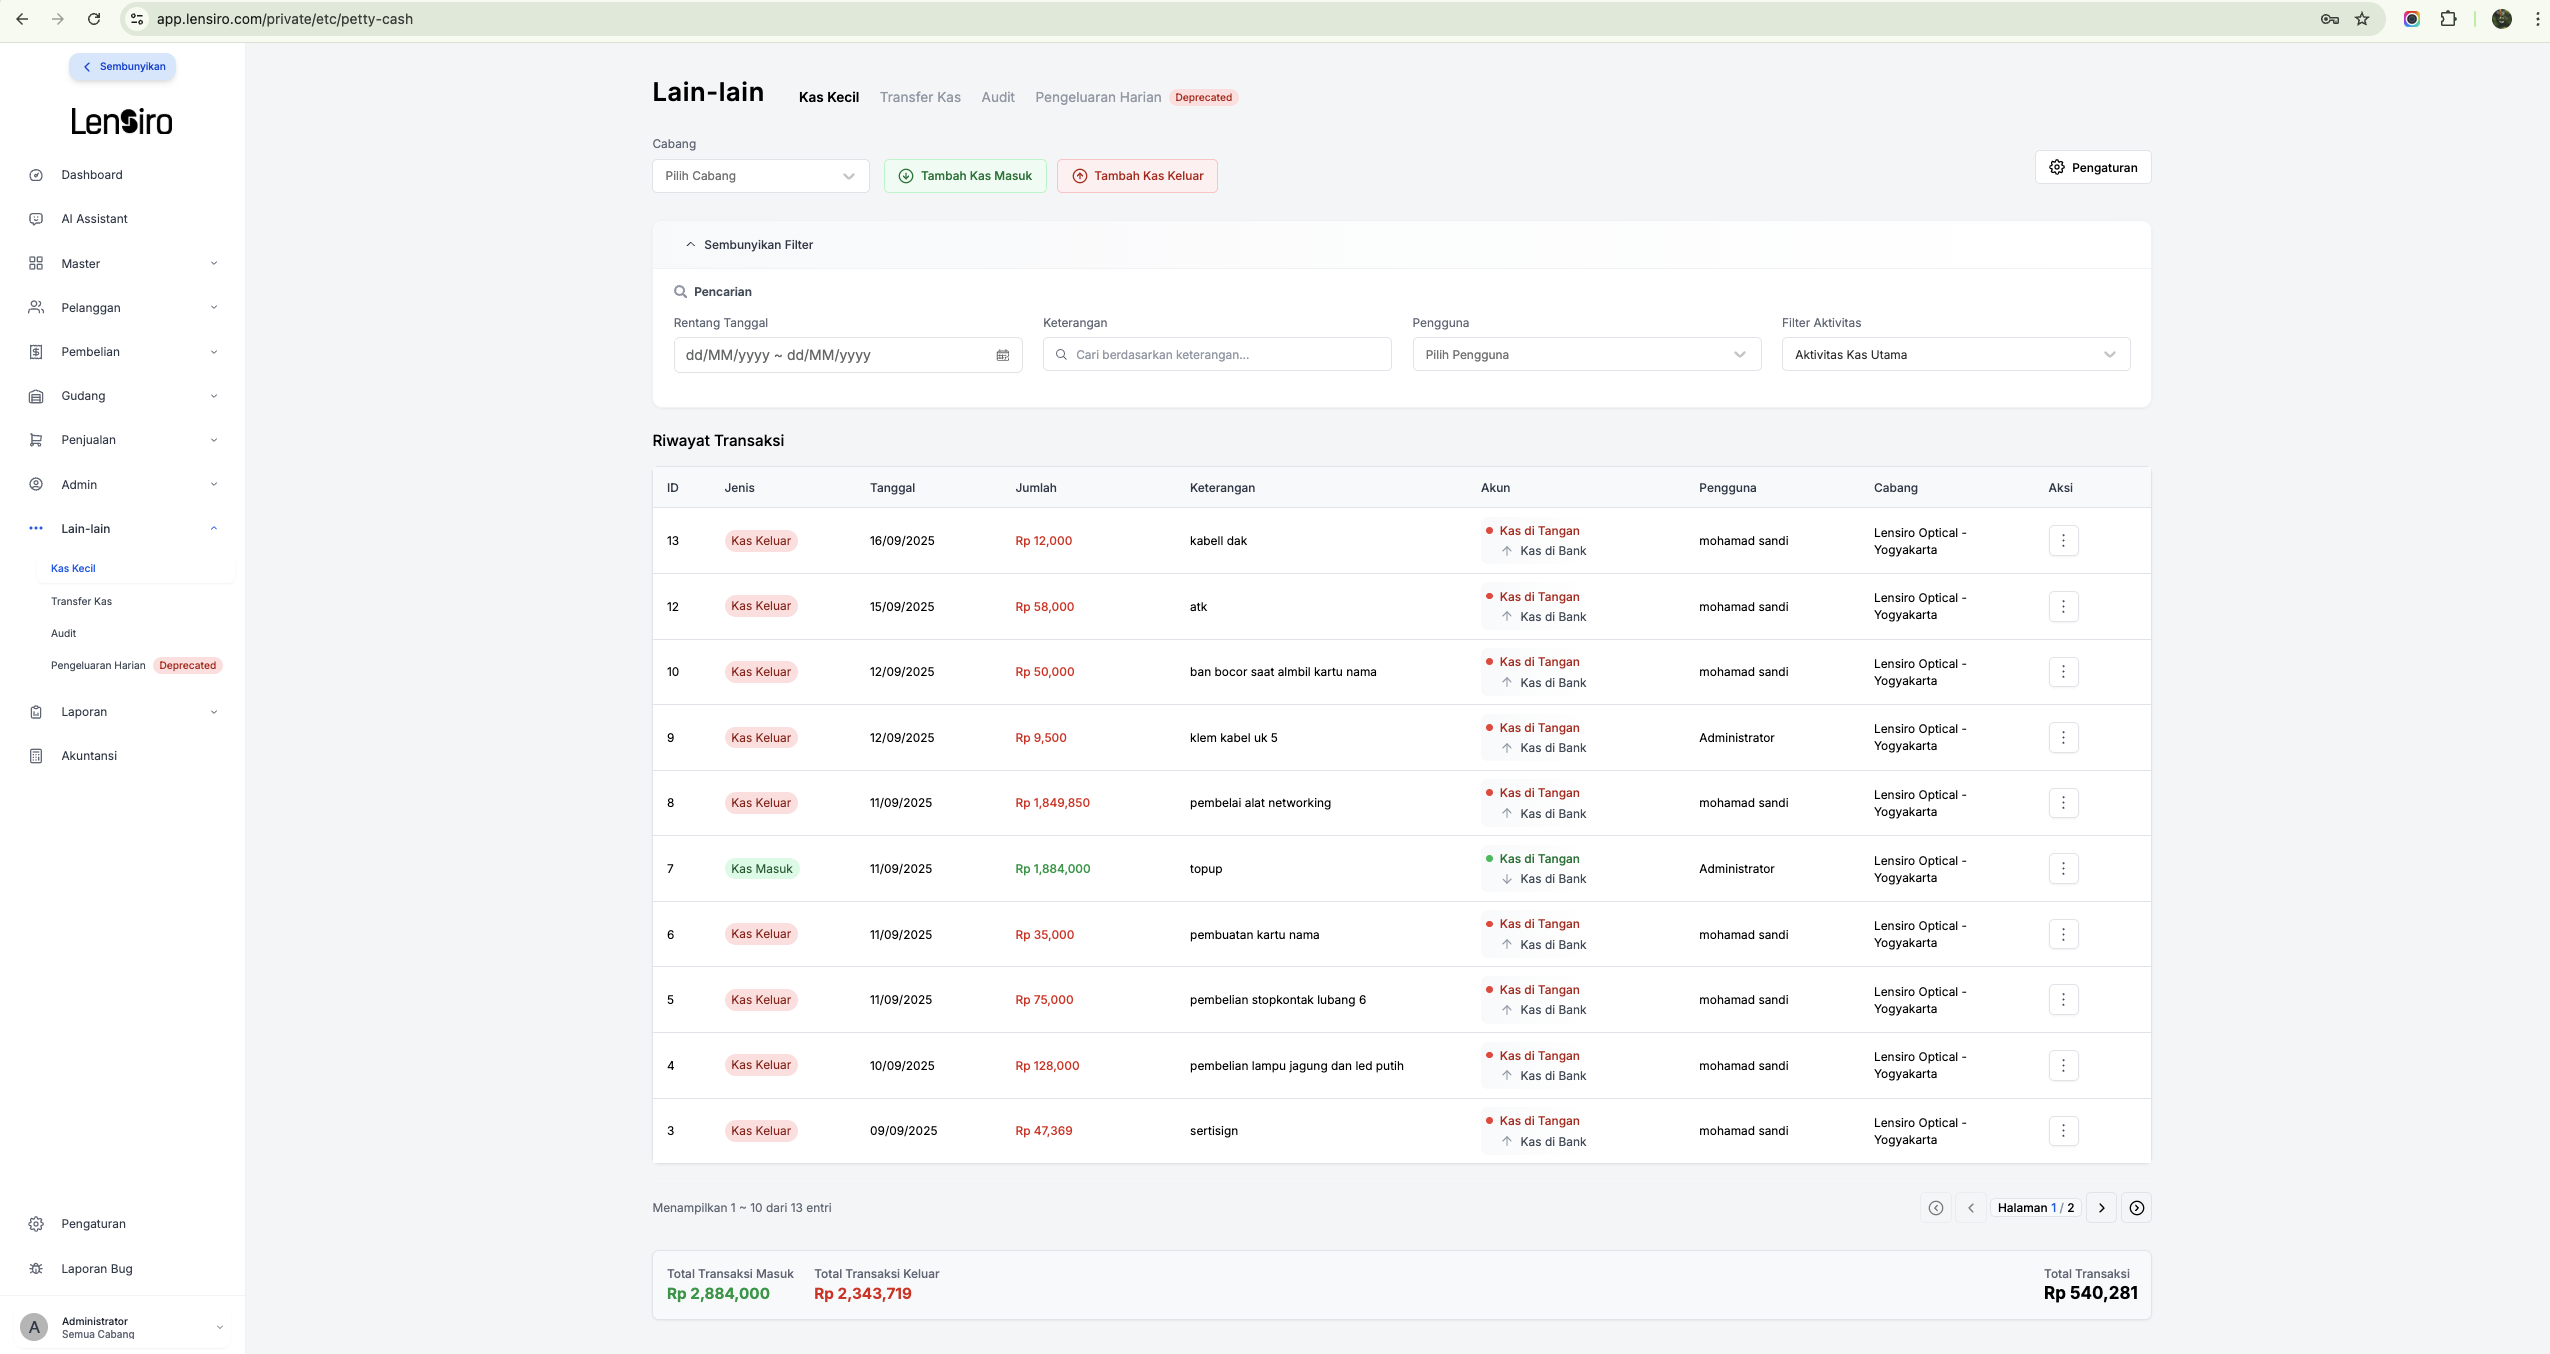 app.lensiro.com/private/etc/petty-cash
Sembunyikan
Lensiro
Dashboard
AI Assistant
Master
Pelanggan
Pembelian
Gudang
Penjualan
Admin
Lain-lain
Kas Kecil
Transfer Kas
Audit
Pengeluaran Harian Deprecated
Laporan
Akuntansi
Pengaturan
Laporan Bug
A
Administrator
Semua Cabang
Lain-lain Kas Kecil Transfer Kas Audit Pengeluaran Harian Deprecated
Cabang
Pilih Cabang Tambah Kas Masuk Tambah Kas Keluar Pengaturan
Sembunyikan Filter
Pencarian
Rentang Tanggal Keterangan Pengguna Filter Aktivitas
dd/MM/yyyy ~ dd/MM/yyyy Cari berdasarkan keterangan... Pilih Pengguna Aktivitas Kas Utama
Riwayat Transaksi
ID Jenis Tanggal Jumlah Keterangan Akun Pengguna Cabang Aksi
13 Kas Keluar 16/09/2025 Rp 12,000 kabell dak Kas di Tangan mohamad sandi Lensiro Optical -
Kas di Bank Yogyakarta
12 Kas Keluar 15/09/2025 Rp 58,000 atk Kas di Tangan mohamad sandi Lensiro Optical -
Kas di Bank Yogyakarta
10 Kas Keluar 12/09/2025 Rp 50,000 ban bocor saat almbil kartu nama Kas di Tangan mohamad sandi Lensiro Optical -
Kas di Bank Yogyakarta
9 Kas Keluar 12/09/2025 Rp 9,500 klem kabel uk 5 Kas di Tangan Administrator Lensiro Optical -
Kas di Bank Yogyakarta
8 Kas Keluar 11/09/2025 Rp 1,849,850 pembelai alat networking Kas di Tangan mohamad sandi Lensiro Optical -
Kas di Bank Yogyakarta
7 Kas Masuk 11/09/2025 Rp 1,884,000 topup Kas di Tangan Administrator Lensiro Optical -
Kas di Bank Yogyakarta
6 Kas Keluar 11/09/2025 Rp 35,000 pembuatan kartu nama Kas di Tangan mohamad sandi Lensiro Optical -
Kas di Bank Yogyakarta
5 Kas Keluar 11/09/2025 Rp 75,000 pembelian stopkontak lubang 6 Kas di Tangan mohamad sandi Lensiro Optical -
Kas di Bank Yogyakarta
4 Kas Keluar 10/09/2025 Rp 128,000 pembelian lampu jagung dan led putih Kas di Tangan mohamad sandi Lensiro Optical -
Kas di Bank Yogyakarta
3 Kas Keluar 09/09/2025 Rp 47,369 sertisign Kas di Tangan mohamad sandi Lensiro Optical -
Kas di Bank Yogyakarta
Menampilkan 1 ~ 10 dari 13 entri Halaman 1 / 2
Total Transaksi Masuk Total Transaksi Keluar Total Transaksi
Rp 2,884,000 Rp 2,343,719 Rp 540,281